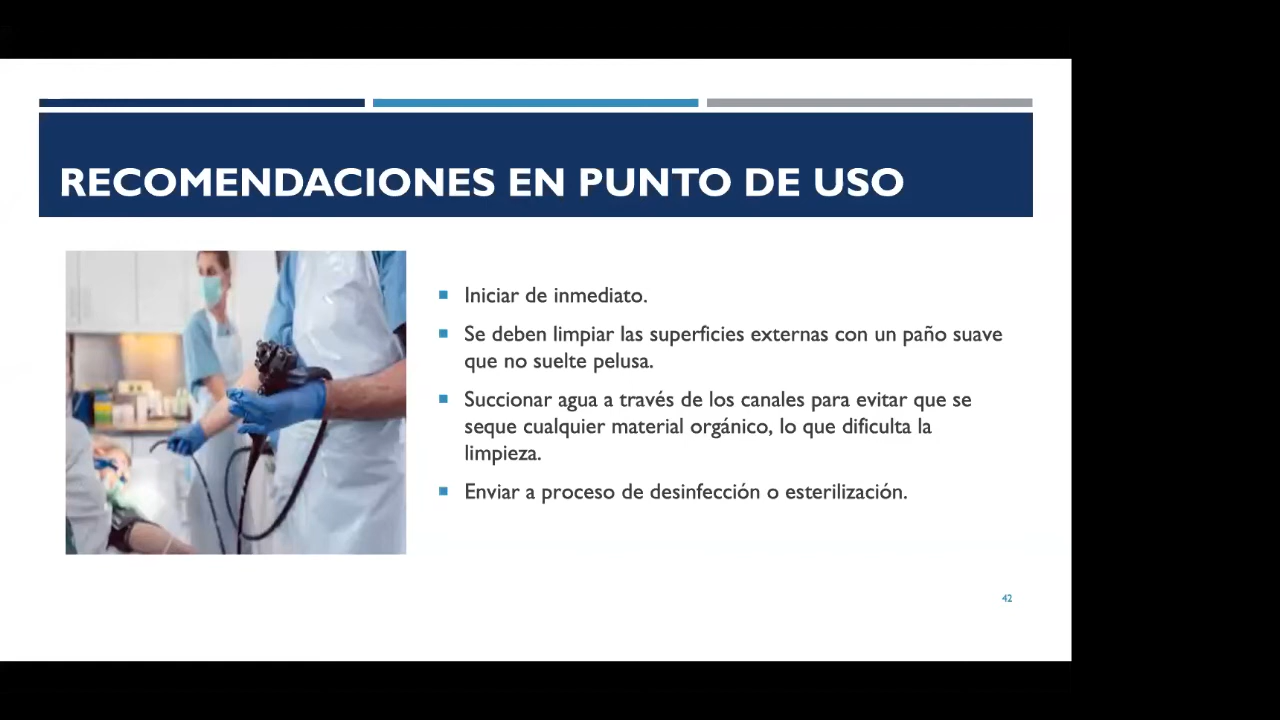 RECOMENDACIONES EN PUNTO DE USO
Iniciar de inmediato.
Se deben limpiar las superficies externas con un paño suave
que no suelte pelusa.
Succionar agua a través de los canales para evitar que se
seque cualquier material orgánico, lo que dificulta la
limpieza.
Enviar a proceso de desinfección o esterilización.
42